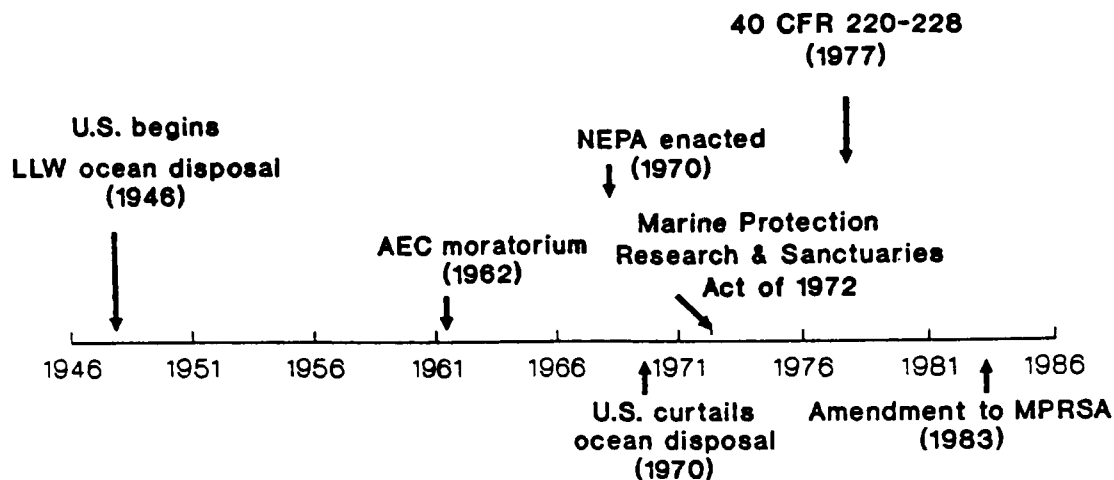 40 CFR 220-228
(1977)
U.S. begins
LLW ocean disposal
(1946)
NEPA enacted
(1970)
AEC moratorium
(1962)
Marine Protection
Research & Sanctuaries
Act of 1972
1946 1951 1956 1961 1966 1971 1976 1981 1986
U.S. curtails
ocean disposal
(1970)
Amendment to MPRSA
(1983)